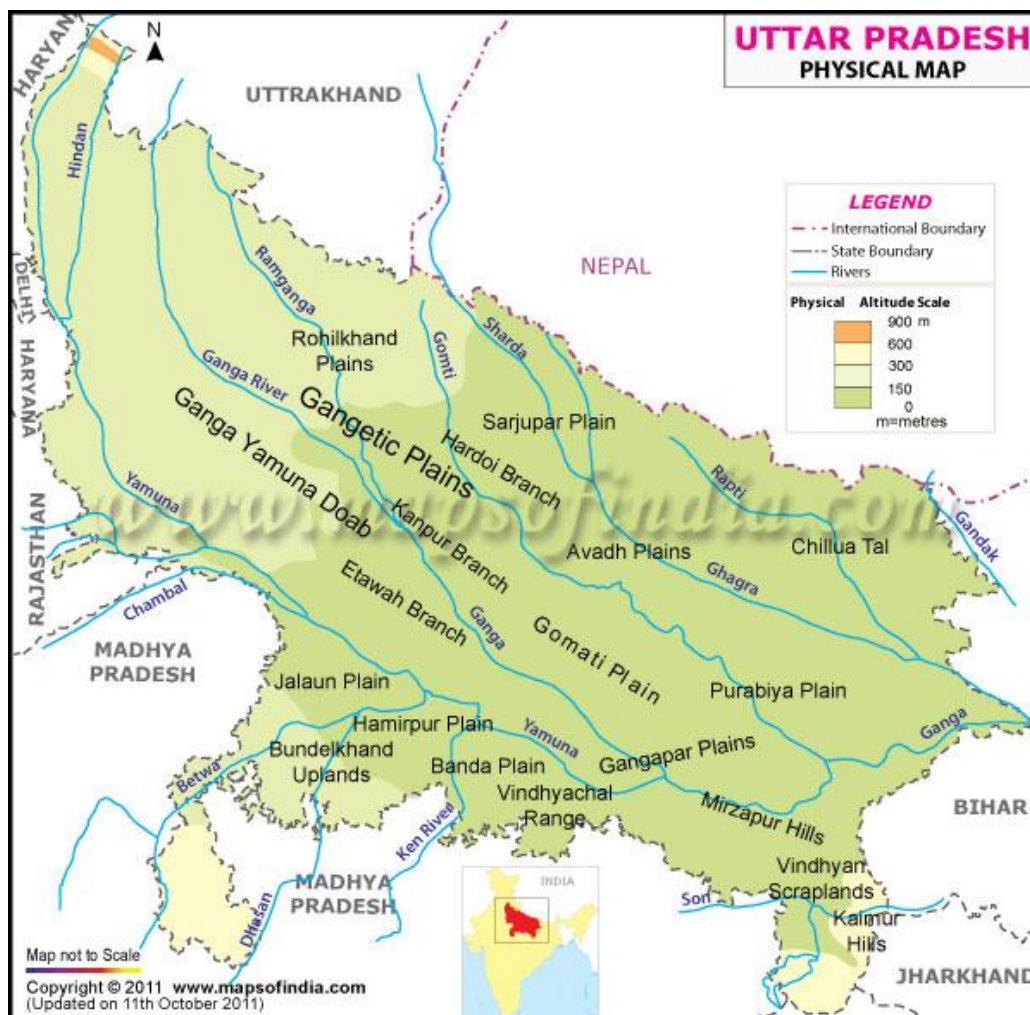 UTTAR PRADESH
PHYSICAL MAP
N
HARYANA
UTTRAKHAND
LEGEND
International Boundary
State Boundary
Rivers
Physical Altitude Scale
900 m
600
300
150
0
m=metres
NEPAL
Hindan
DELHI
HARYANA
Ramganga
Rohilkhand
Plains
Gomti
Sharda
Ganga River
Gangetic Plains
Ganga Yamuna Doab
Sarjupar Plain
Hardoi Branch
Rapti
Gandak
www.mapsofindia.com
Yamuna
Kanpur Branch
Avadh Plains
Chillua Tal
Ghagra
RAJASTHAN
Chambal
Etawah Branch
Ganga
Gomati Plain
MADHYA
PRADESH
Jalaun Plain
Purabiya Plain
Hamirpur Plain
Yamuna
Gangapar Plains
Ganga
Bundelkhand
Uplands
Betwa
Banda Plain
Vindhyachal
Range
Mirzapur Hills
BIHAR
Ken River
MADHYA
PRADESH
Dhasan
INDIA
Son
Vindhyan
Scraplands
Kaimur
Hills
JHARKHAND
Map not to Scale
Copyright © 2011 www.mapsofindia.com
(Updated on 11th October 2011)